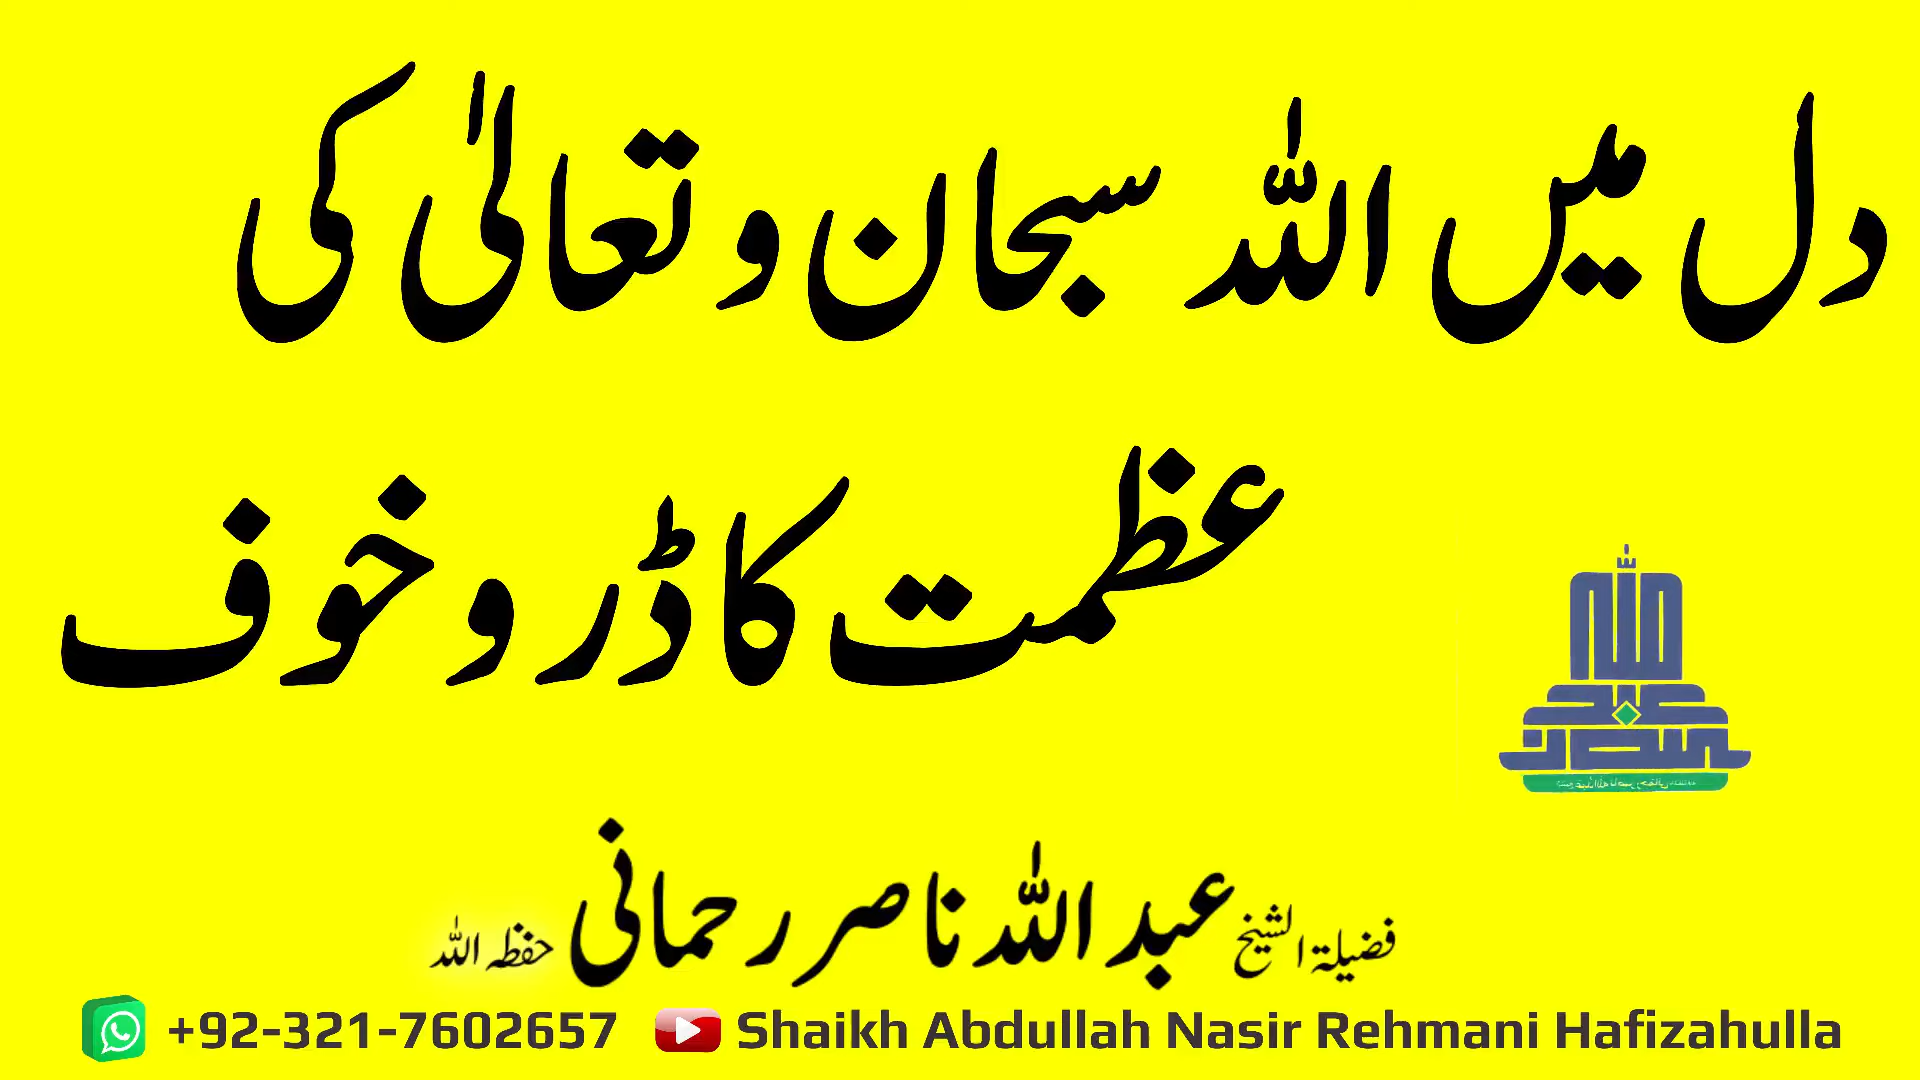 دل میں اللہ سبحان و تعالیٰ کی
عظمت کا ڈر و خوف
فضیلۃ الشیخ عبد اللہ ناصر رحمانی حفظہ اللہ
+92-321-7602657 Shaikh Abdullah Nasir Rehmani Hafizahulla